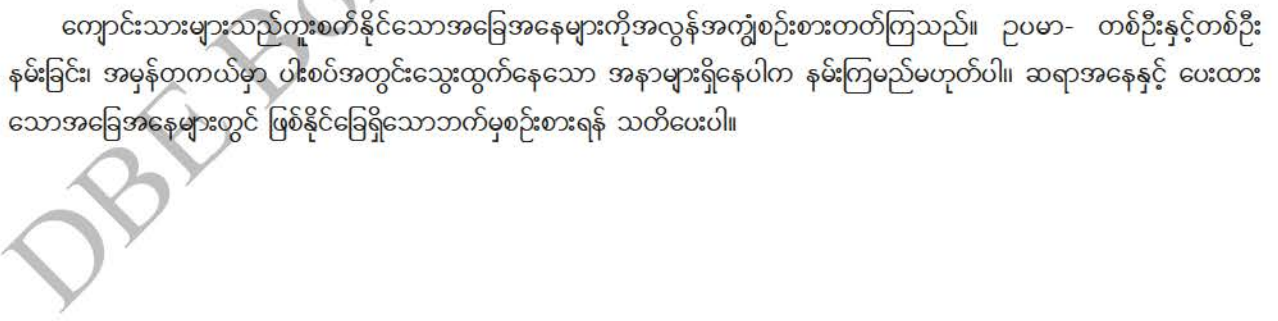 ကျောင်းသားများသည်ကူးစက်နိုင်သောအခြေအနေများကိုအလွန်အကျွံစဉ်းစားတတ်ကြသည်။ ဥပမာ- တစ်ဦးနှင့်တစ်ဦး
နမ်းခြင်း၊ အမှန်တကယ်မှာ ပါးစပ်အတွင်းသွေးထွက်နေသော အနာများရှိနေပါက နမ်းကြမည်မဟုတ်ပါ။ ဆရာအနေနှင့် ပေးထား
သောအခြေအနေများတွင် ဖြစ်နိုင်ခြေရှိသောဘက်မှစဉ်းစားရန် သတိပေးပါ။
DBE